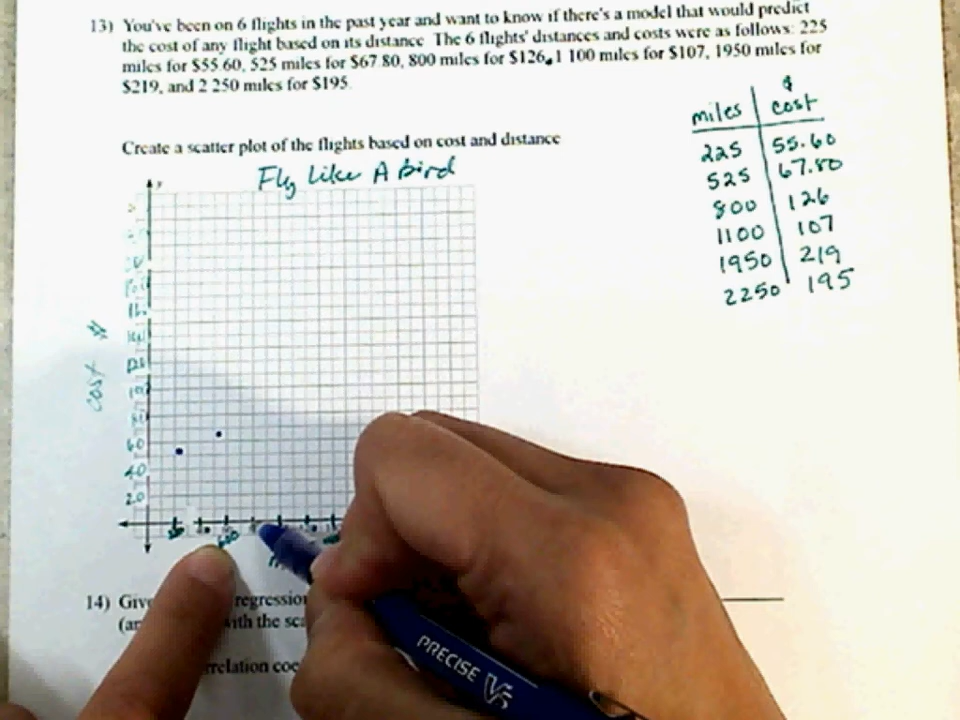 13) You've been on 6 flights in the past year and want to know if there's a model that would predict
the cost of any flight based on its distance The 6 flights' distances and costs were as follows: 225
miles for $55.60, 525 miles for $67.80, 800 miles for $126, 1 100 miles for $107, 1950 miles for
$219, and 2 250 miles for $195.
miles $ cost
225 55.60
525 67.80
800 126
1100 107
1950 219
2250 195
Create a scatter plot of the flights based on cost and distance
Fly Like A Bird
y
cost $
60
40
20
14) Give regression
with the
PRECISE V5